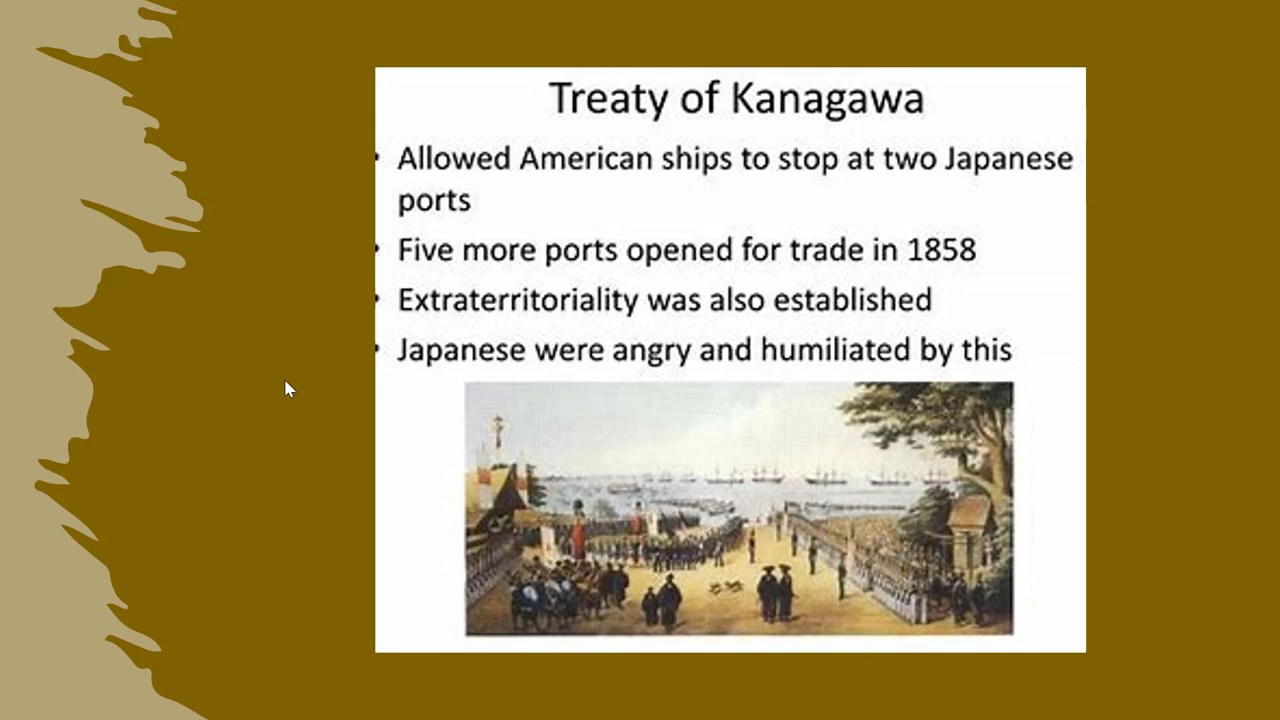 Treaty of Kanagawa
• Allowed American ships to stop at two Japanese
ports
• Five more ports opened for trade in 1858
• Extraterritoriality was also established
• Japanese were angry and humiliated by this